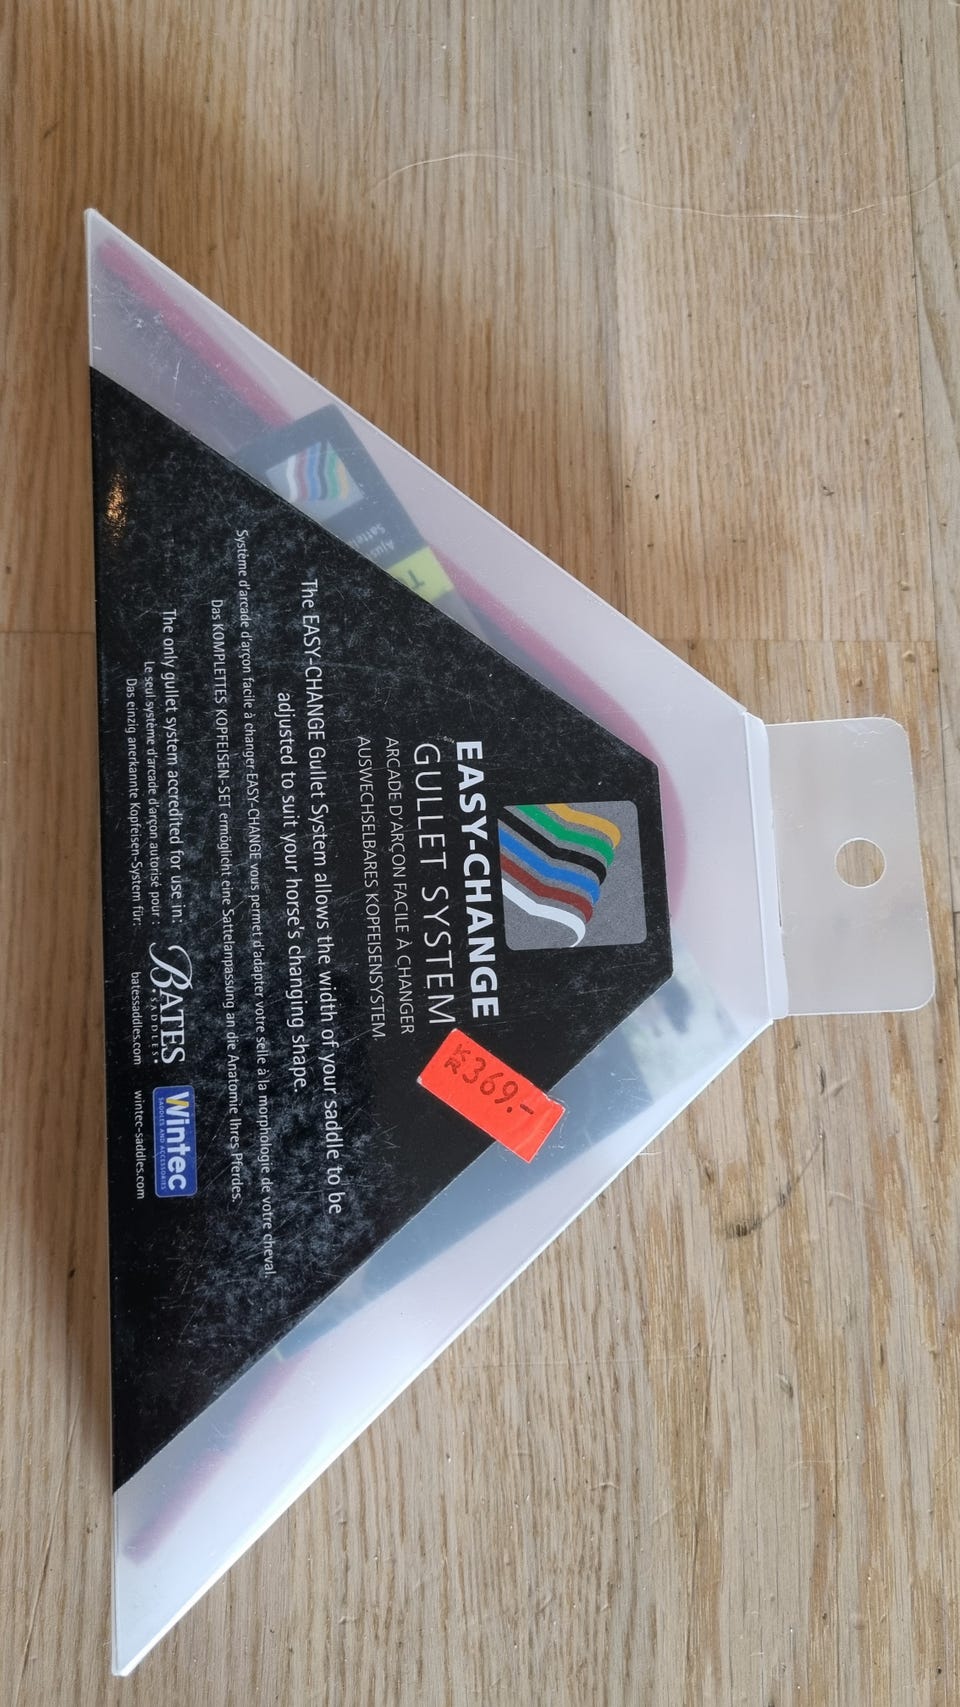 EASY-CHANGE
GULLET SYSTEM
ARCADE D'ARÇON FACILE À CHANGER
AUSWECHSELBARES KOPFEISENSYSTEM
KR 369.-
The EASY-CHANGE Gullet System allows the width of your saddle to be
adjusted to suit your horse's changing shape.
Système d'arcade d'arçon facile à changer EASY-CHANGE vous permet d'adapter votre selle à la morphologie de votre cheval.
Das KOMPLETTES KOPFEISEN-SET ermöglicht eine Sattelanpassung an die Anatomie Ihres Pferdes.
The only gullet system accredited for use in:
Le seul système d'arcade d'arçon autorisé pour :
Das einzig anerkannte Kopfeisen-System für:
BATES
SADDLES
batessaddles.com
Wintec
SADDLES AND ACCESSORIES
wintec-saddles.com